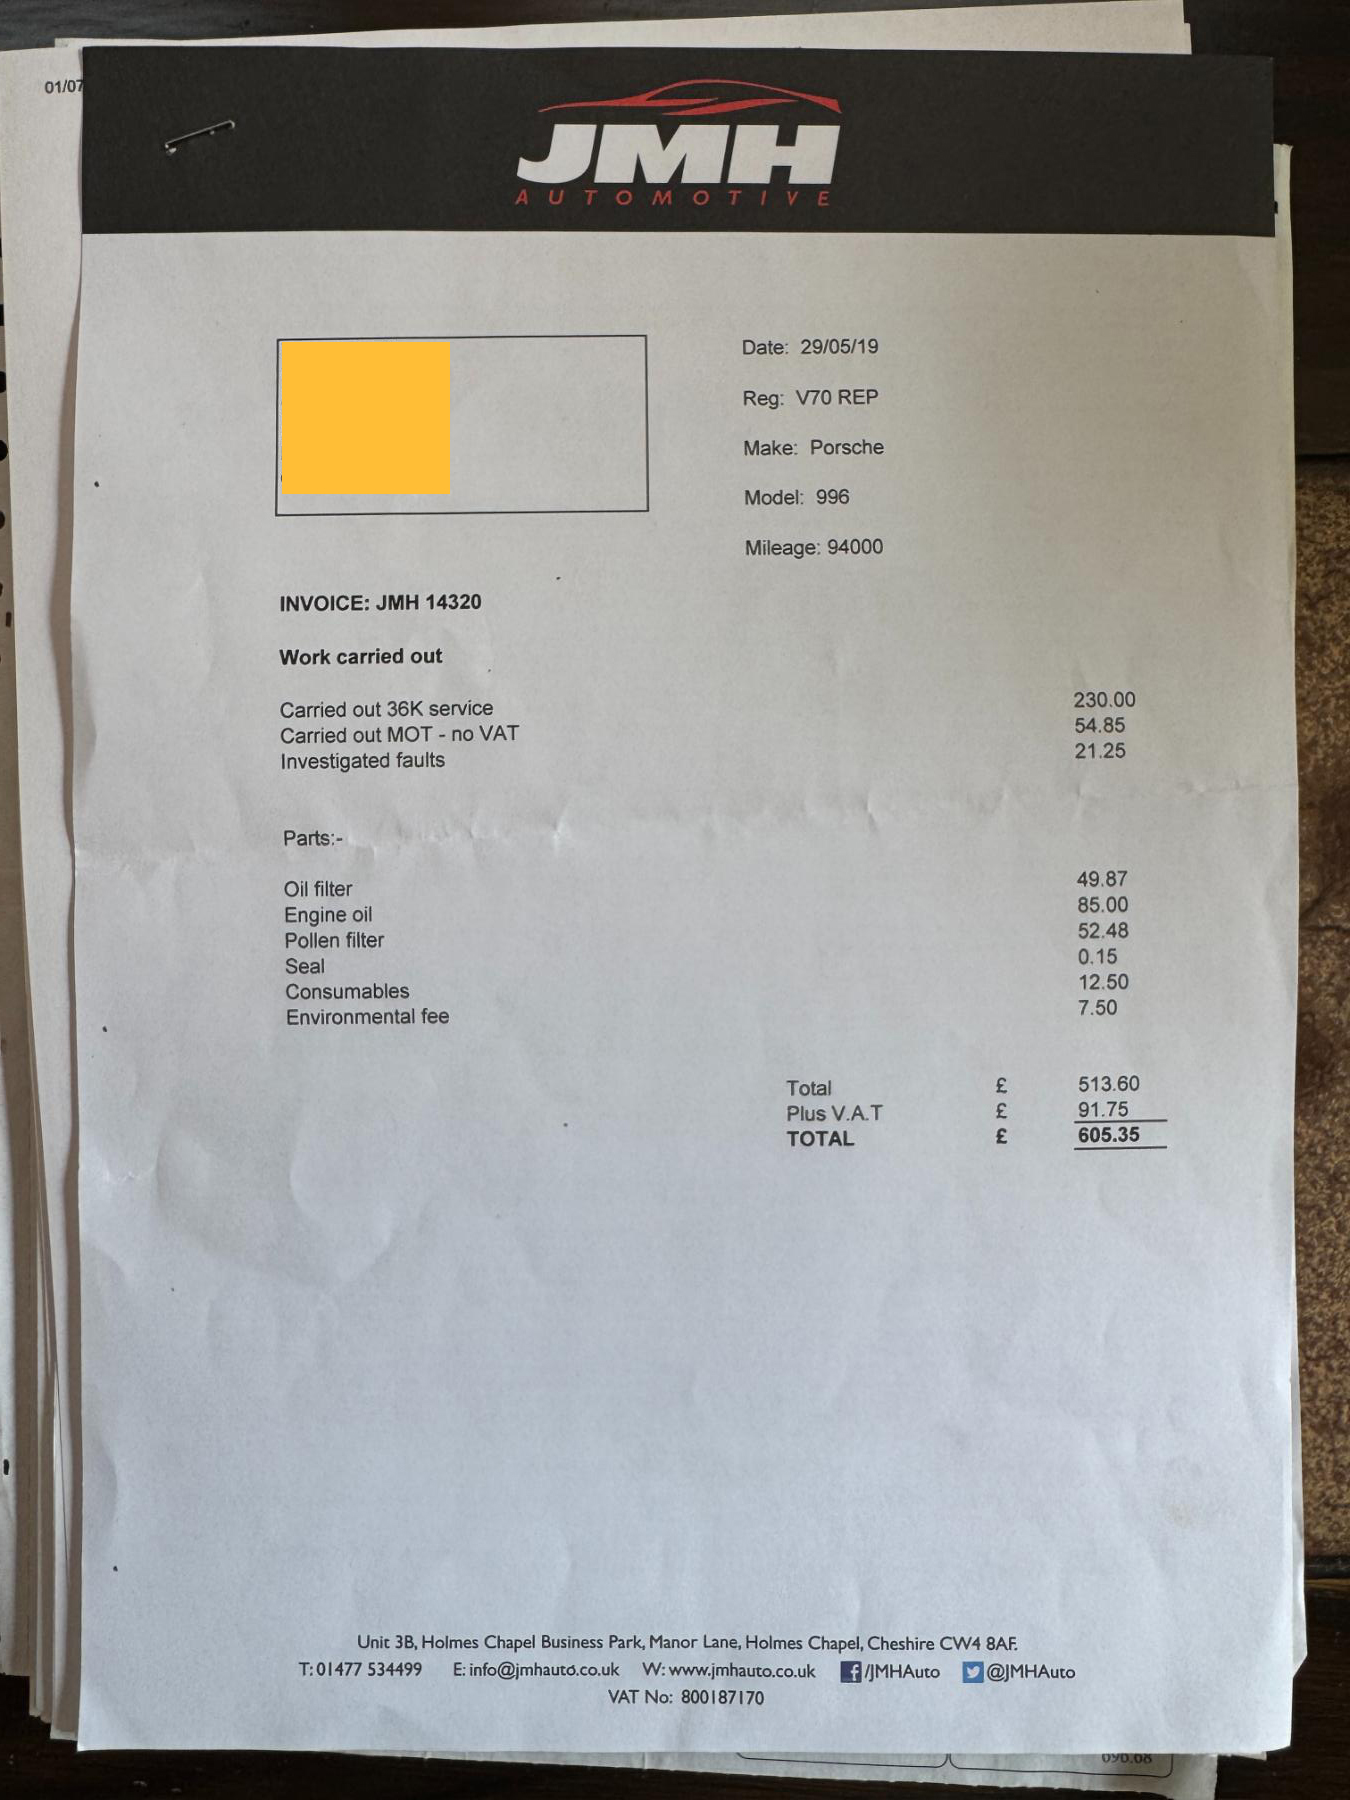 01/07
JMH
AUTOMOTIVE
Date: 29/05/19
Reg: V70 REP
Make: Porsche
Model: 996
Mileage: 94000
INVOICE: JMH 14320
Work carried out
Carried out 36K service 230.00
Carried out MOT - no VAT 54.85
Investigated faults 21.25
Parts:-
Oil filter 49.87
Engine oil 85.00
Pollen filter 52.48
Seal 0.15
Consumables 12.50
Environmental fee 7.50
Total £ 513.60
Plus V.A.T £ 91.75
TOTAL £ 605.35
Unit 3B, Holmes Chapel Business Park, Manor Lane, Holmes Chapel, Cheshire CW4 8AF.
T: 01477 534499 E: info@jmhauto.co.uk W: www.jmhauto.co.uk f /JMHAuto @JMHAuto
VAT No: 800187170